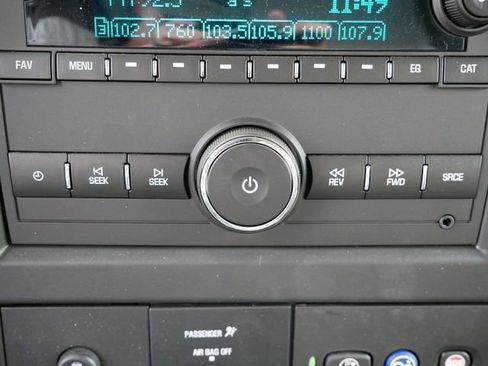 11:49
102.7 760 103.5 105.9 1100 107.9
FAV MENU EQ CAT
SEEK SEEK REV FWD SRCE
PASSENGER
AIR BAG OFF